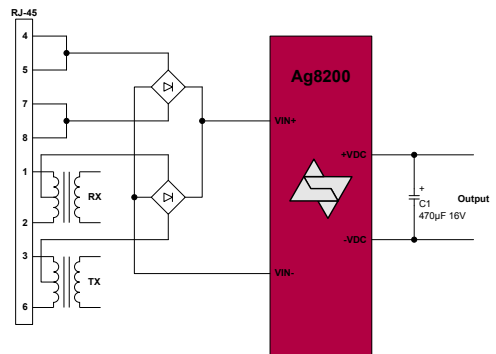 RJ-45
4
5
7
8
1
2
3
6
RX
TX
Ag8200
VIN+
VIN-
+VDC
-VDC
+
C1
470µF 16V
Output